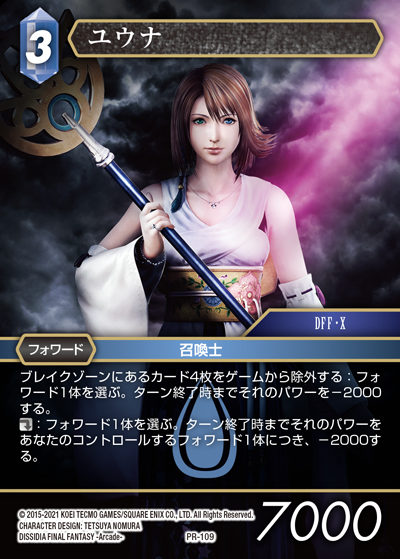 3
ユウナ
DFF・X
フォワード
召喚士
ブレイクゾーンにあるカード4枚をゲームから除外する：フォ
ワード1体を選ぶ。ターン終了時までそれのパワーを－2000
する。
：フォワード1体を選ぶ。ターン終了時までそれのパワーを
あなたのコントロールするフォワード1体につき、－2000す
る。
© 2015-2021 KOEI TECMO GAMES/SQUARE ENIX CO., LTD. All Rights Reserved.
CHARACTER DESIGN: TETSUYA NOMURA
DISSIDIA FINAL FANTASY -Arcade-
PR-109
7000